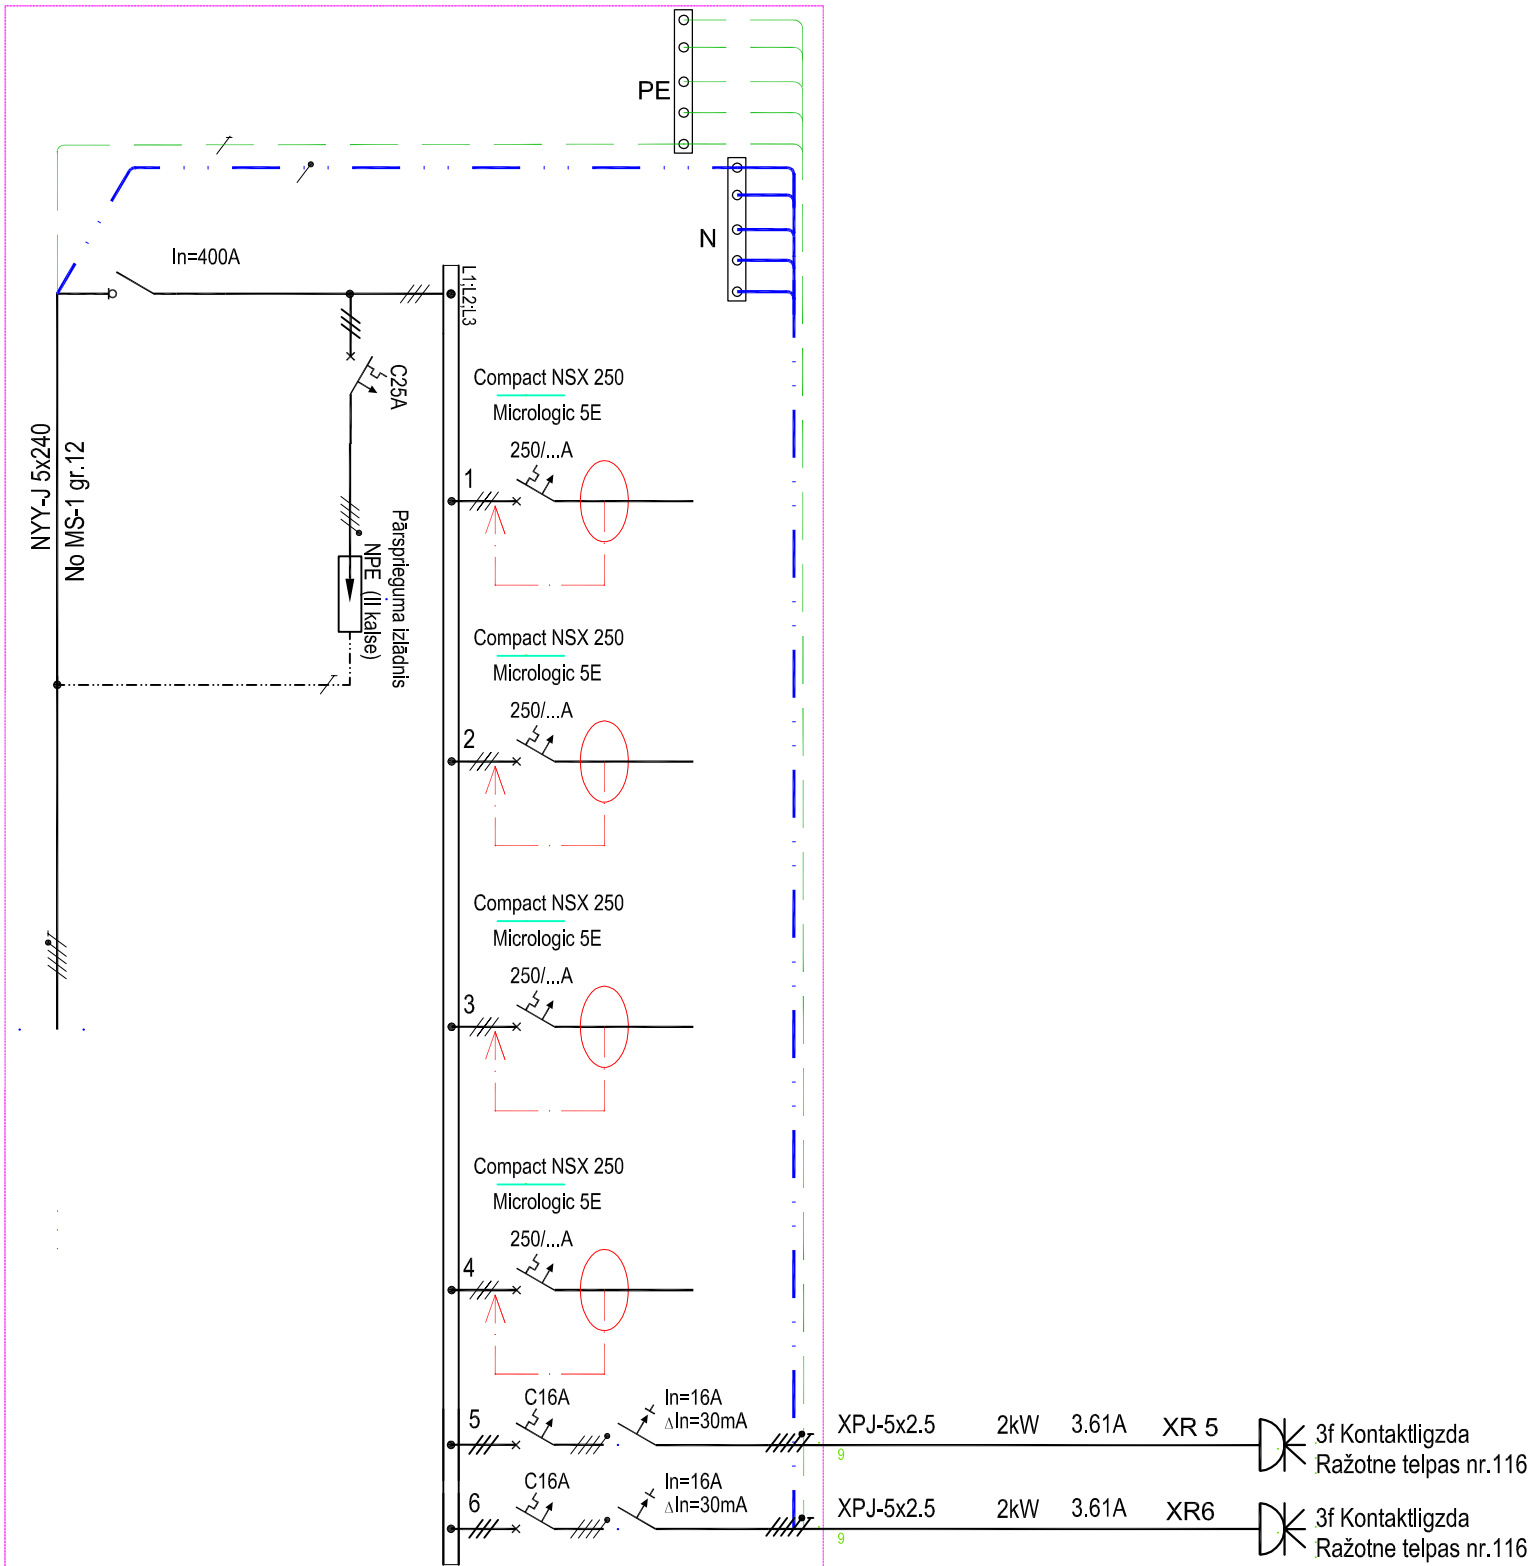 PE
N
In=400A
L1;L2;L3
C25A
NYY-J 5x240
No MS-1 gr.12
Pārsprieguma izlādnis
NPE (II kalse)
Compact NSX 250
Micrologic 5E
250/...A
1
Compact NSX 250
Micrologic 5E
250/...A
2
Compact NSX 250
Micrologic 5E
250/...A
3
Compact NSX 250
Micrologic 5E
250/...A
4
5
C16A
In=16A
ΔIn=30mA
XPJ-5x2.5 2kW 3.61A XR 5
9
3f Kontaktligzda
Ražotne telpas nr.116
6
C16A
In=16A
ΔIn=30mA
XPJ-5x2.5 2kW 3.61A XR6
9
3f Kontaktligzda
Ražotne telpas nr.116